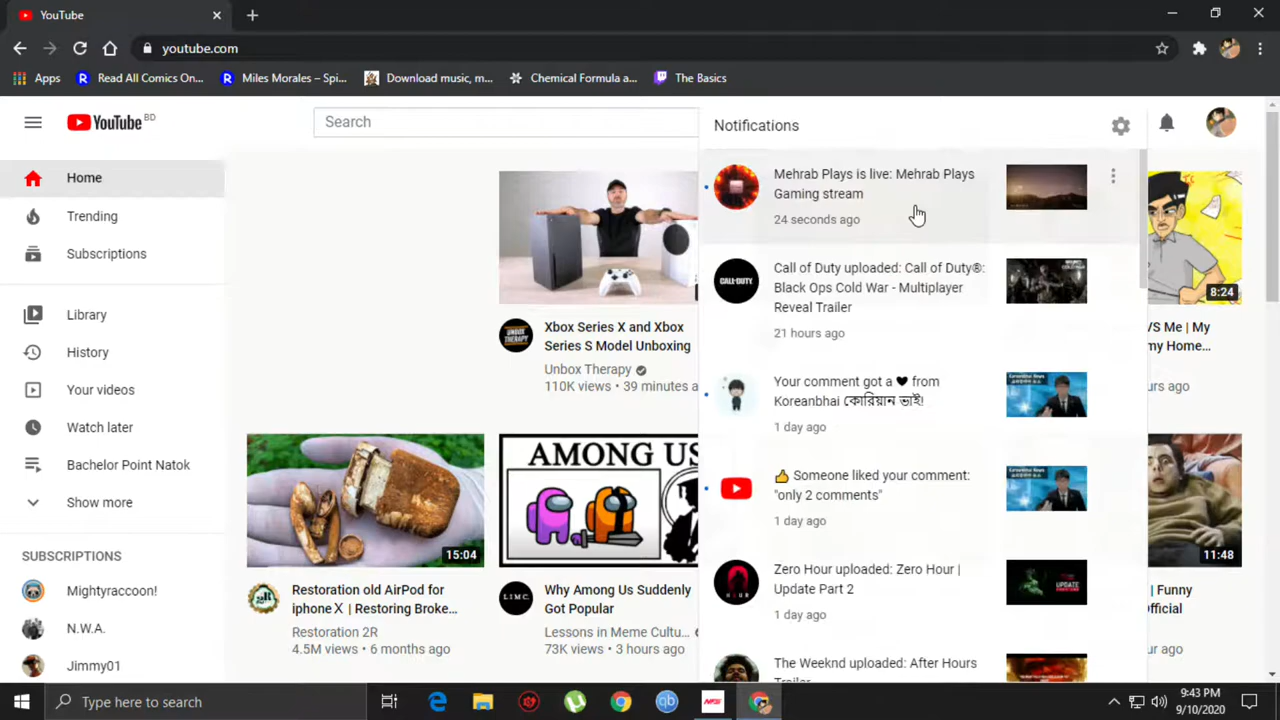 YouTube
youtube.com
Apps
Read All Comics On...
Miles Morales – Spi...
Download music, m...
Chemical Formula a...
The Basics
YouTube BD
Search
Notifications
Home
Trending
Subscriptions
Library
History
Your videos
Watch later
Bachelor Point Natok
Show more
SUBSCRIPTIONS
Mightyraccoon!
N.W.A.
Jimmy01
Xbox Series X and Xbox
Series S Model Unboxing
Unbox Therapy
110K views • 39 minutes a
15:04
Restoration old AirPod for
iphone X | Restoring Broke...
Restoration 2R
4.5M views • 6 months ago
AMONG US
L.I.M.C.
Why Among Us Suddenly
Got Popular
Lessons in Meme Cultu...
73K views • 3 hours ago
Mehrab Plays is live: Mehrab Plays
Gaming stream
24 seconds ago
CALL·DUTY
Call of Duty uploaded: Call of Duty®:
Black Ops Cold War - Multiplayer
Reveal Trailer
21 hours ago
Your comment got a ❤ from
Koreanbhai কোরিয়ান ভাই!
1 day ago
👍 Someone liked your comment:
"only 2 comments"
1 day ago
HOUR
Zero Hour uploaded: Zero Hour |
Update Part 2
1 day ago
UPDATE
The Weeknd uploaded: After Hours
Trailer
8:24
VS Me | My
my Home...
urs ago
11:48
| Funny
Official
ur ago
Type here to search
9:43 PM
9/10/2020